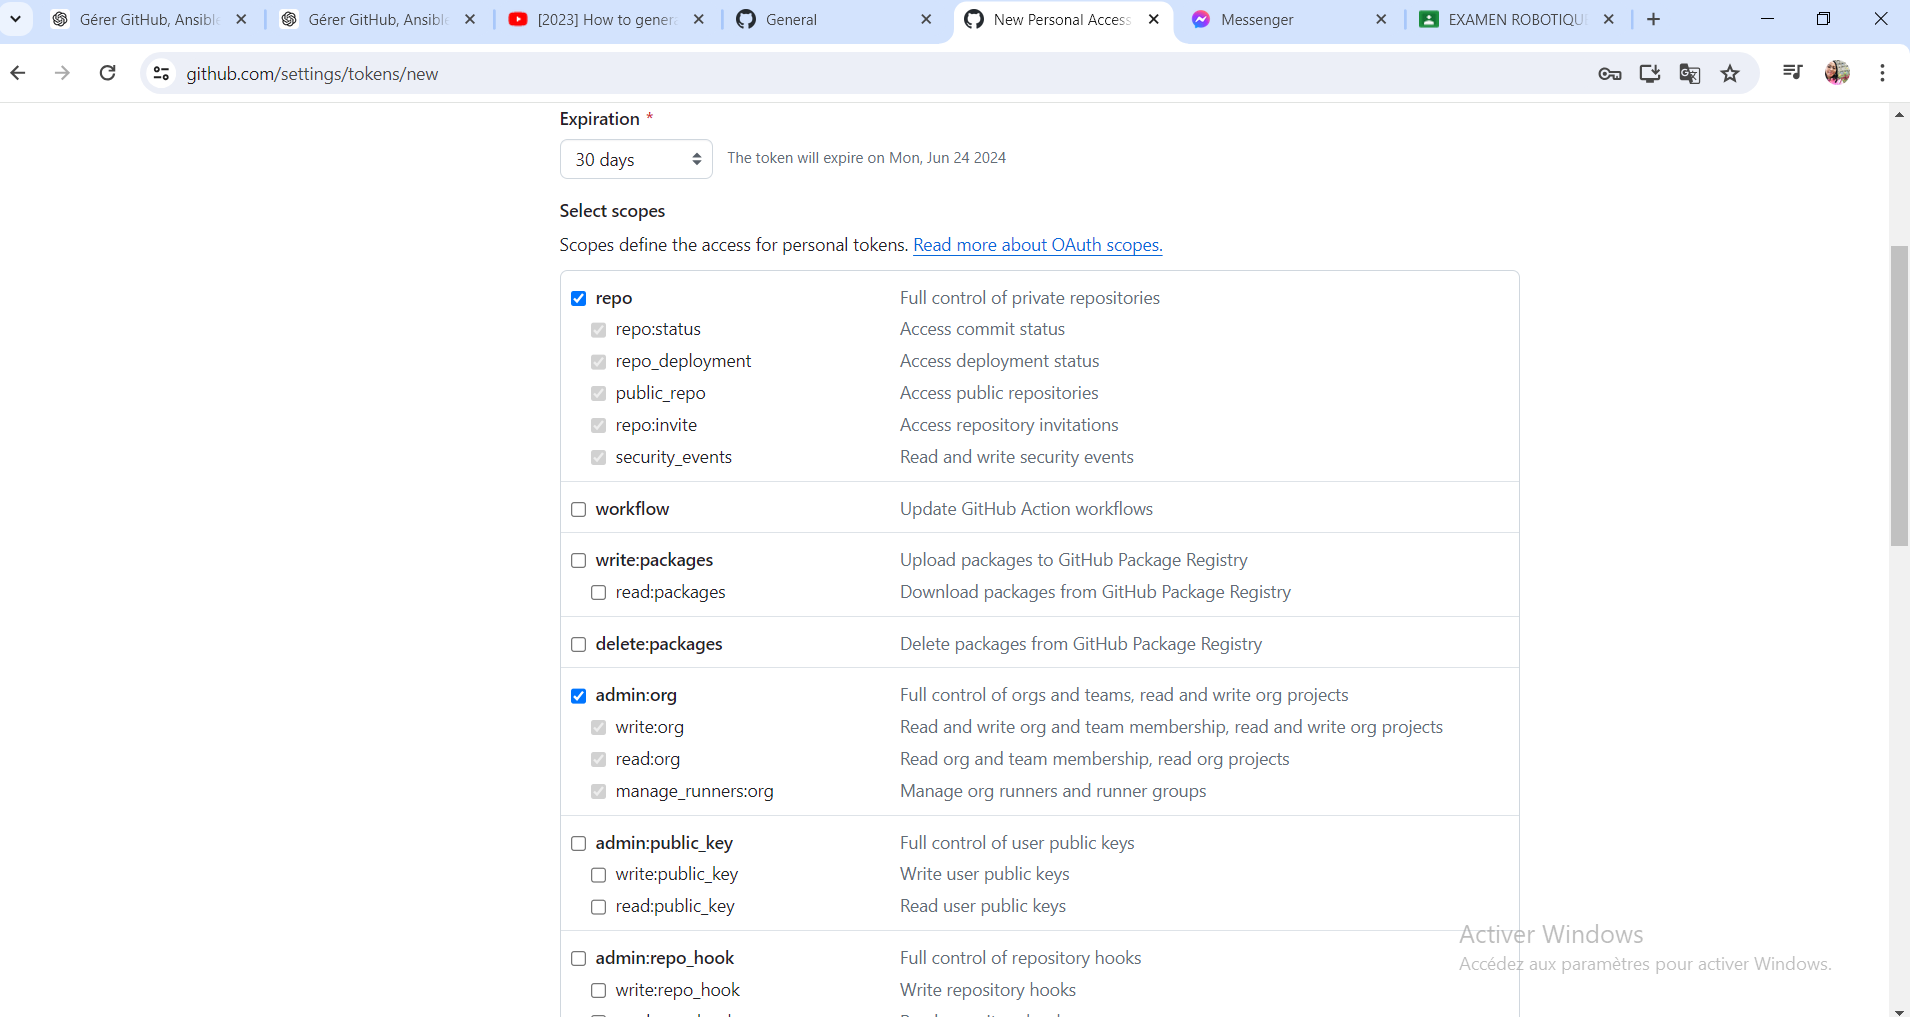 Gérer GitHub, Ansible
Gérer GitHub, Ansible
[2023] How to genera
General
New Personal Access
Messenger
EXAMEN ROBOTIQU
github.com/settings/tokens/new
Expiration *
30 days
The token will expire on Mon, Jun 24 2024
Select scopes
Scopes define the access for personal tokens. Read more about OAuth scopes.
repo Full control of private repositories
repo:status Access commit status
repo_deployment Access deployment status
public_repo Access public repositories
repo:invite Access repository invitations
security_events Read and write security events
workflow Update GitHub Action workflows
write:packages Upload packages to GitHub Package Registry
read:packages Download packages from GitHub Package Registry
delete:packages Delete packages from GitHub Package Registry
admin:org Full control of orgs and teams, read and write org projects
write:org Read and write org and team membership, read and write org projects
read:org Read org and team membership, read org projects
manage_runners:org Manage org runners and runner groups
admin:public_key Full control of user public keys
write:public_key Write user public keys
read:public_key Read user public keys
admin:repo_hook Full control of repository hooks
write:repo_hook Write repository hooks
Activer Windows
Accédez aux paramètres pour activer Windows.